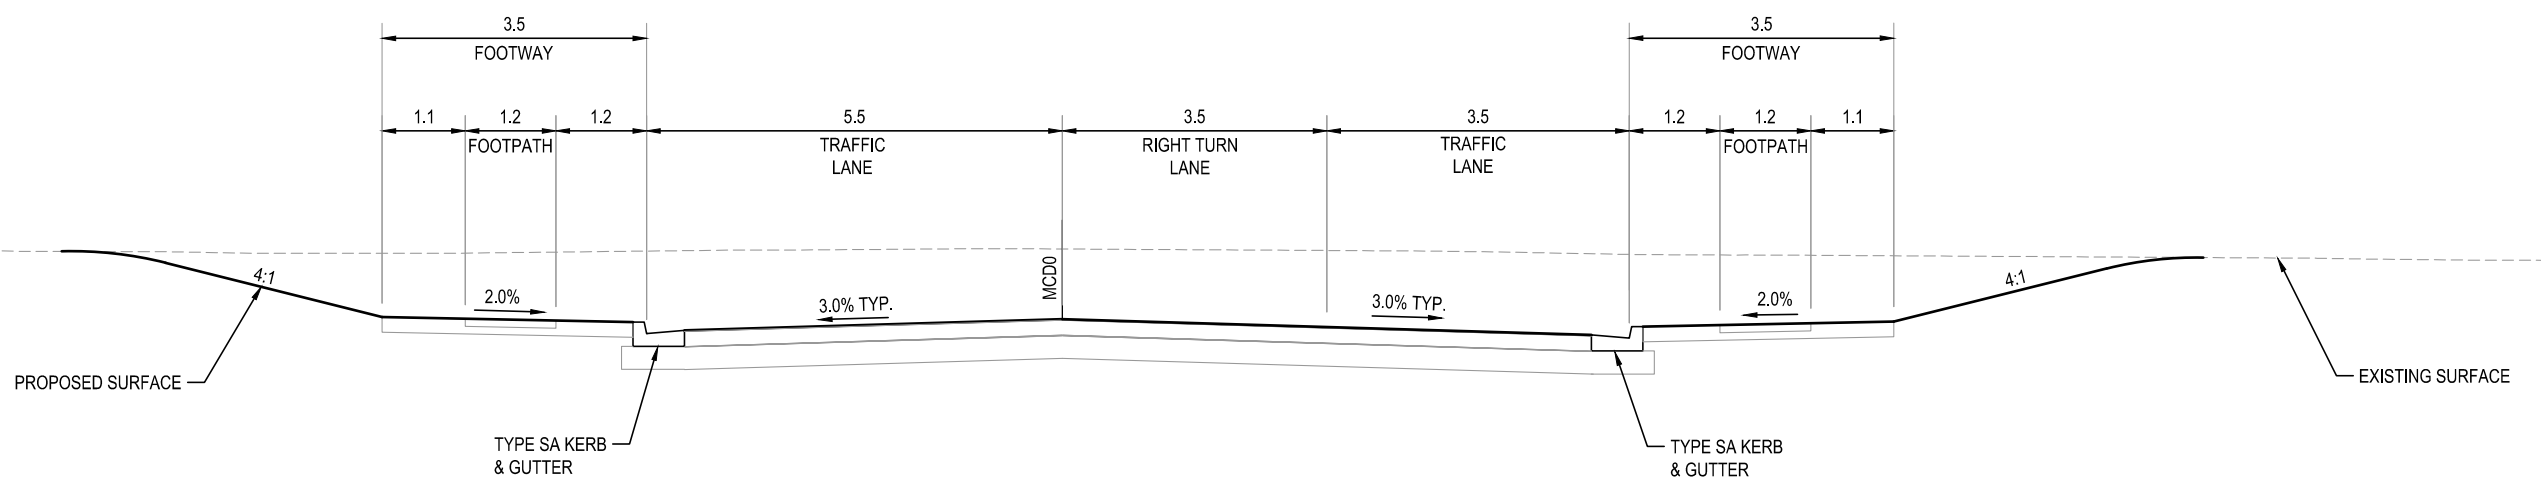 3.5
FOOTWAY
3.5
FOOTWAY
1.1
1.2
1.2
5.5
3.5
3.5
1.2
1.2
1.1
FOOTPATH
TRAFFIC
LANE
RIGHT TURN
LANE
TRAFFIC
LANE
FOOTPATH
4:1
2.0%
3.0% TYP.
MCD0
3.0% TYP.
2.0%
4:1
PROPOSED SURFACE
EXISTING SURFACE
TYPE SA KERB
& GUTTER
TYPE SA KERB
& GUTTER